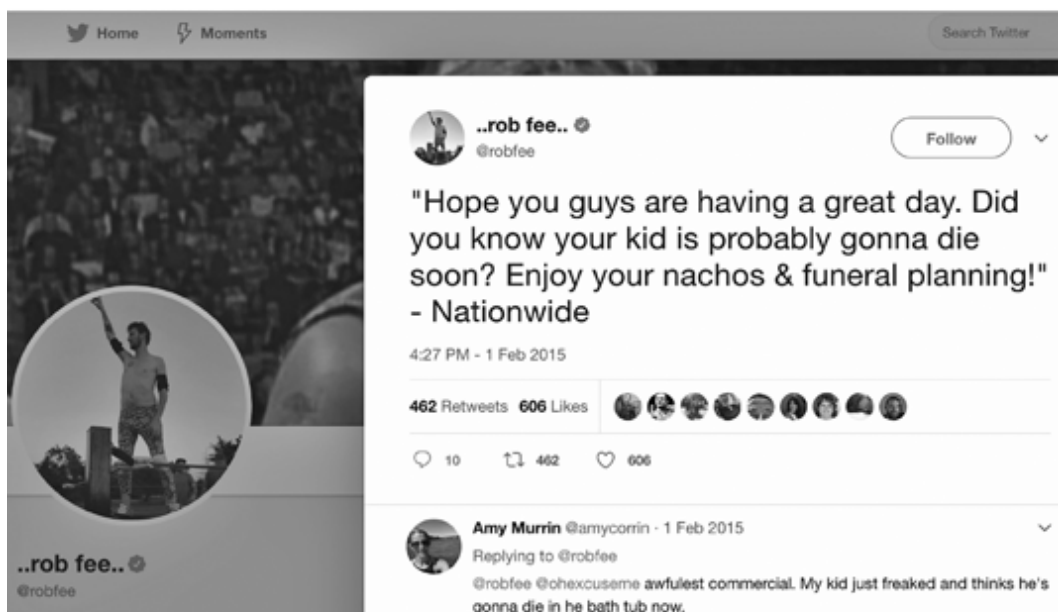 Home Moments Search Twitter
..rob fee..
@robfee
Follow
"Hope you guys are having a great day. Did
you know your kid is probably gonna die
soon? Enjoy your nachos & funeral planning!"
- Nationwide
4:27 PM - 1 Feb 2015
462 Retweets 606 Likes
10 462 606
Amy Murrin @amycorrin · 1 Feb 2015
Replying to @robfee
@robfee @ohexcuseme awfulest commercial. My kid just freaked and thinks he's
gonna die in he bath tub now.
..rob fee..
@robfee